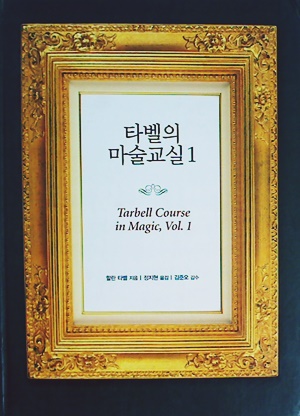 타벨의
마술교실 1
Tarbell Course
in Magic, Vol. 1
할란 타벨 지음 | 정지현 옮김 | 김준오 감수